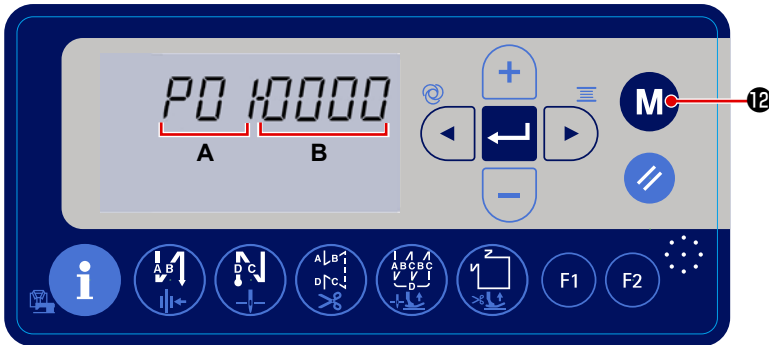 P01-0000
A B
+
−
M
⓬
i
A B
D C
A B
D C
A B C B C
D
F1
F2